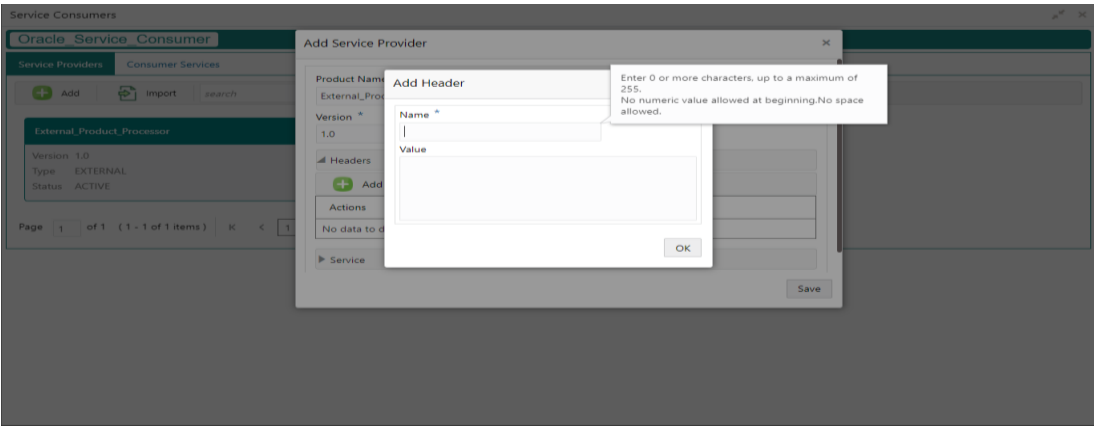 Service Consumers
Oracle_Service_Consumer
Service Providers Consumer Services
Add Import search
External_Product_Processor
Version 1.0
Type EXTERNAL
Status ACTIVE
Page 1 of 1 ( 1 - 1 of 1 items ) K < 1
Add Service Provider
Product Name
External_Proc
Version *
1.0
Headers
Add
Actions
No data to d
Service
Save
Add Header
Name *
Value
OK
Enter 0 or more characters, up to a maximum of
255.
No numeric value allowed at beginning.No space
allowed.